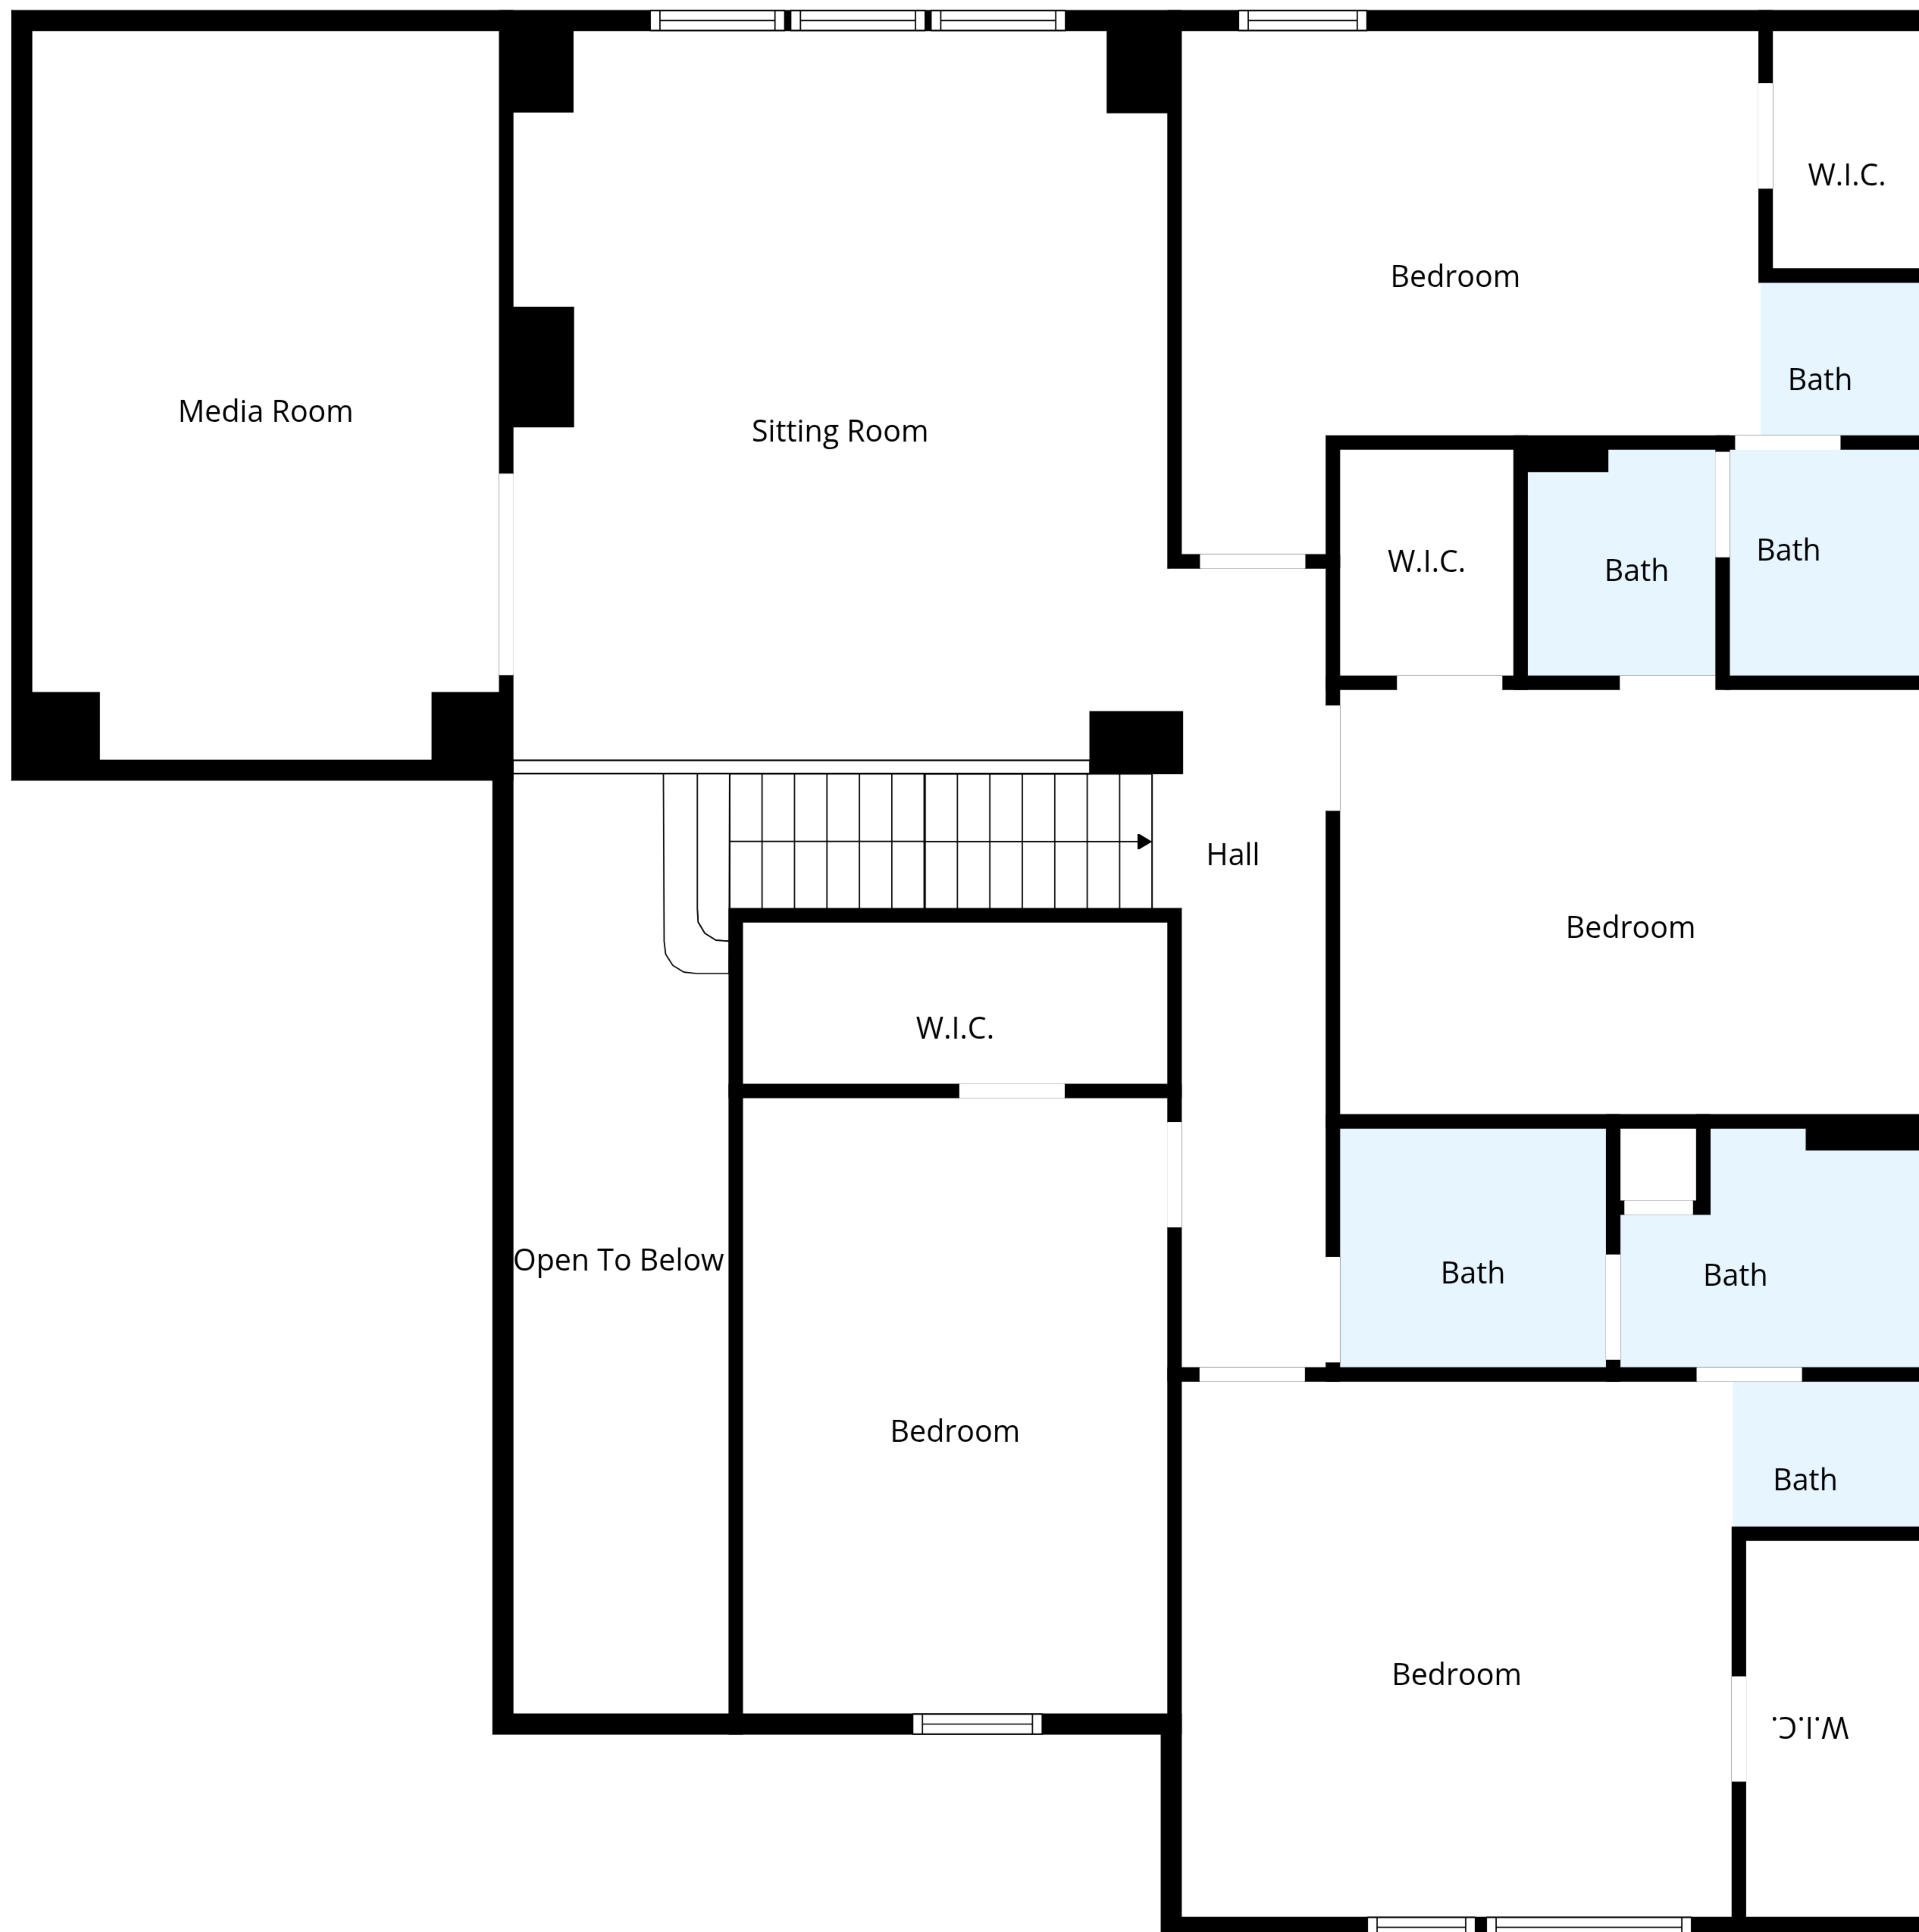 W.I.C.
Bedroom
Bath
Media Room
Sitting Room
Bath
W.I.C.
Bath
Hall
Bedroom
W.I.C.
Open To Below
Bath
Bath
Bedroom
Bath
Bedroom
W.I.C.